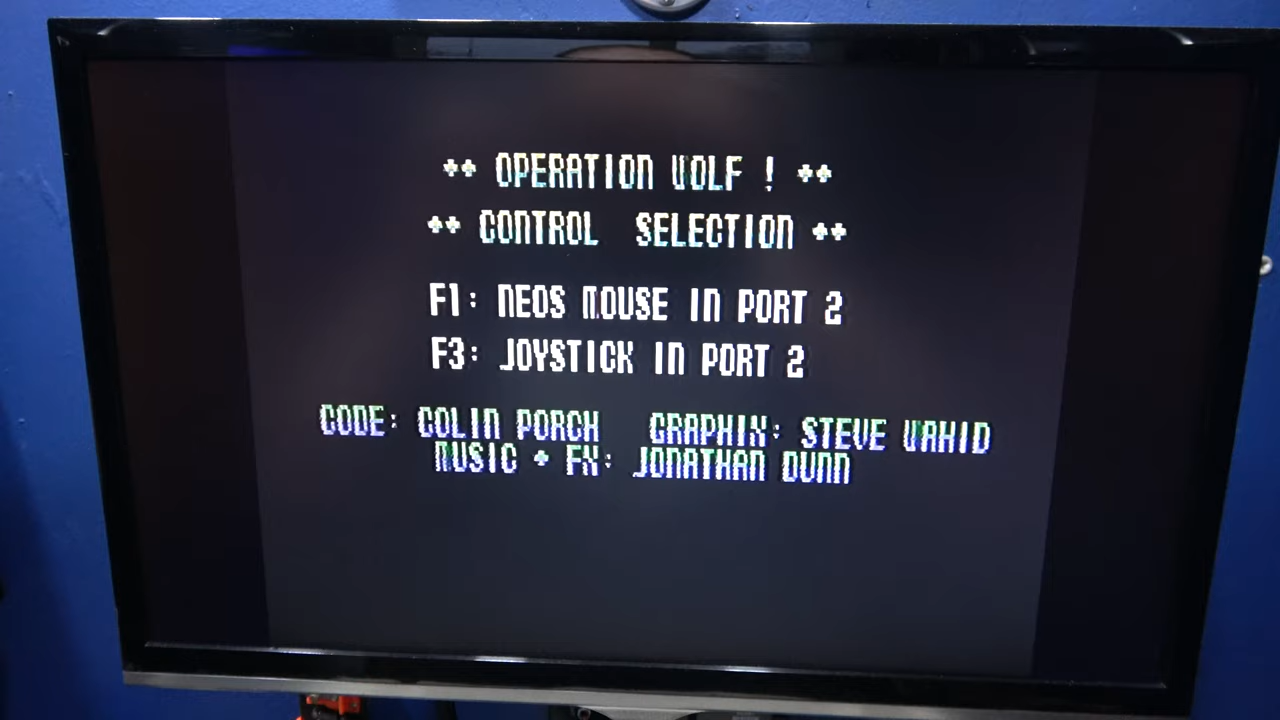 ** OPERATION WOLF ! **
** CONTROL SELECTION **
F1: NEOS MOUSE IN PORT 2
F3: JOYSTICK IN PORT 2
CODE: COLIN PORCH GRAPHIX: STEVE WAHID
MUSIC + FX: JONATHAN DUNN